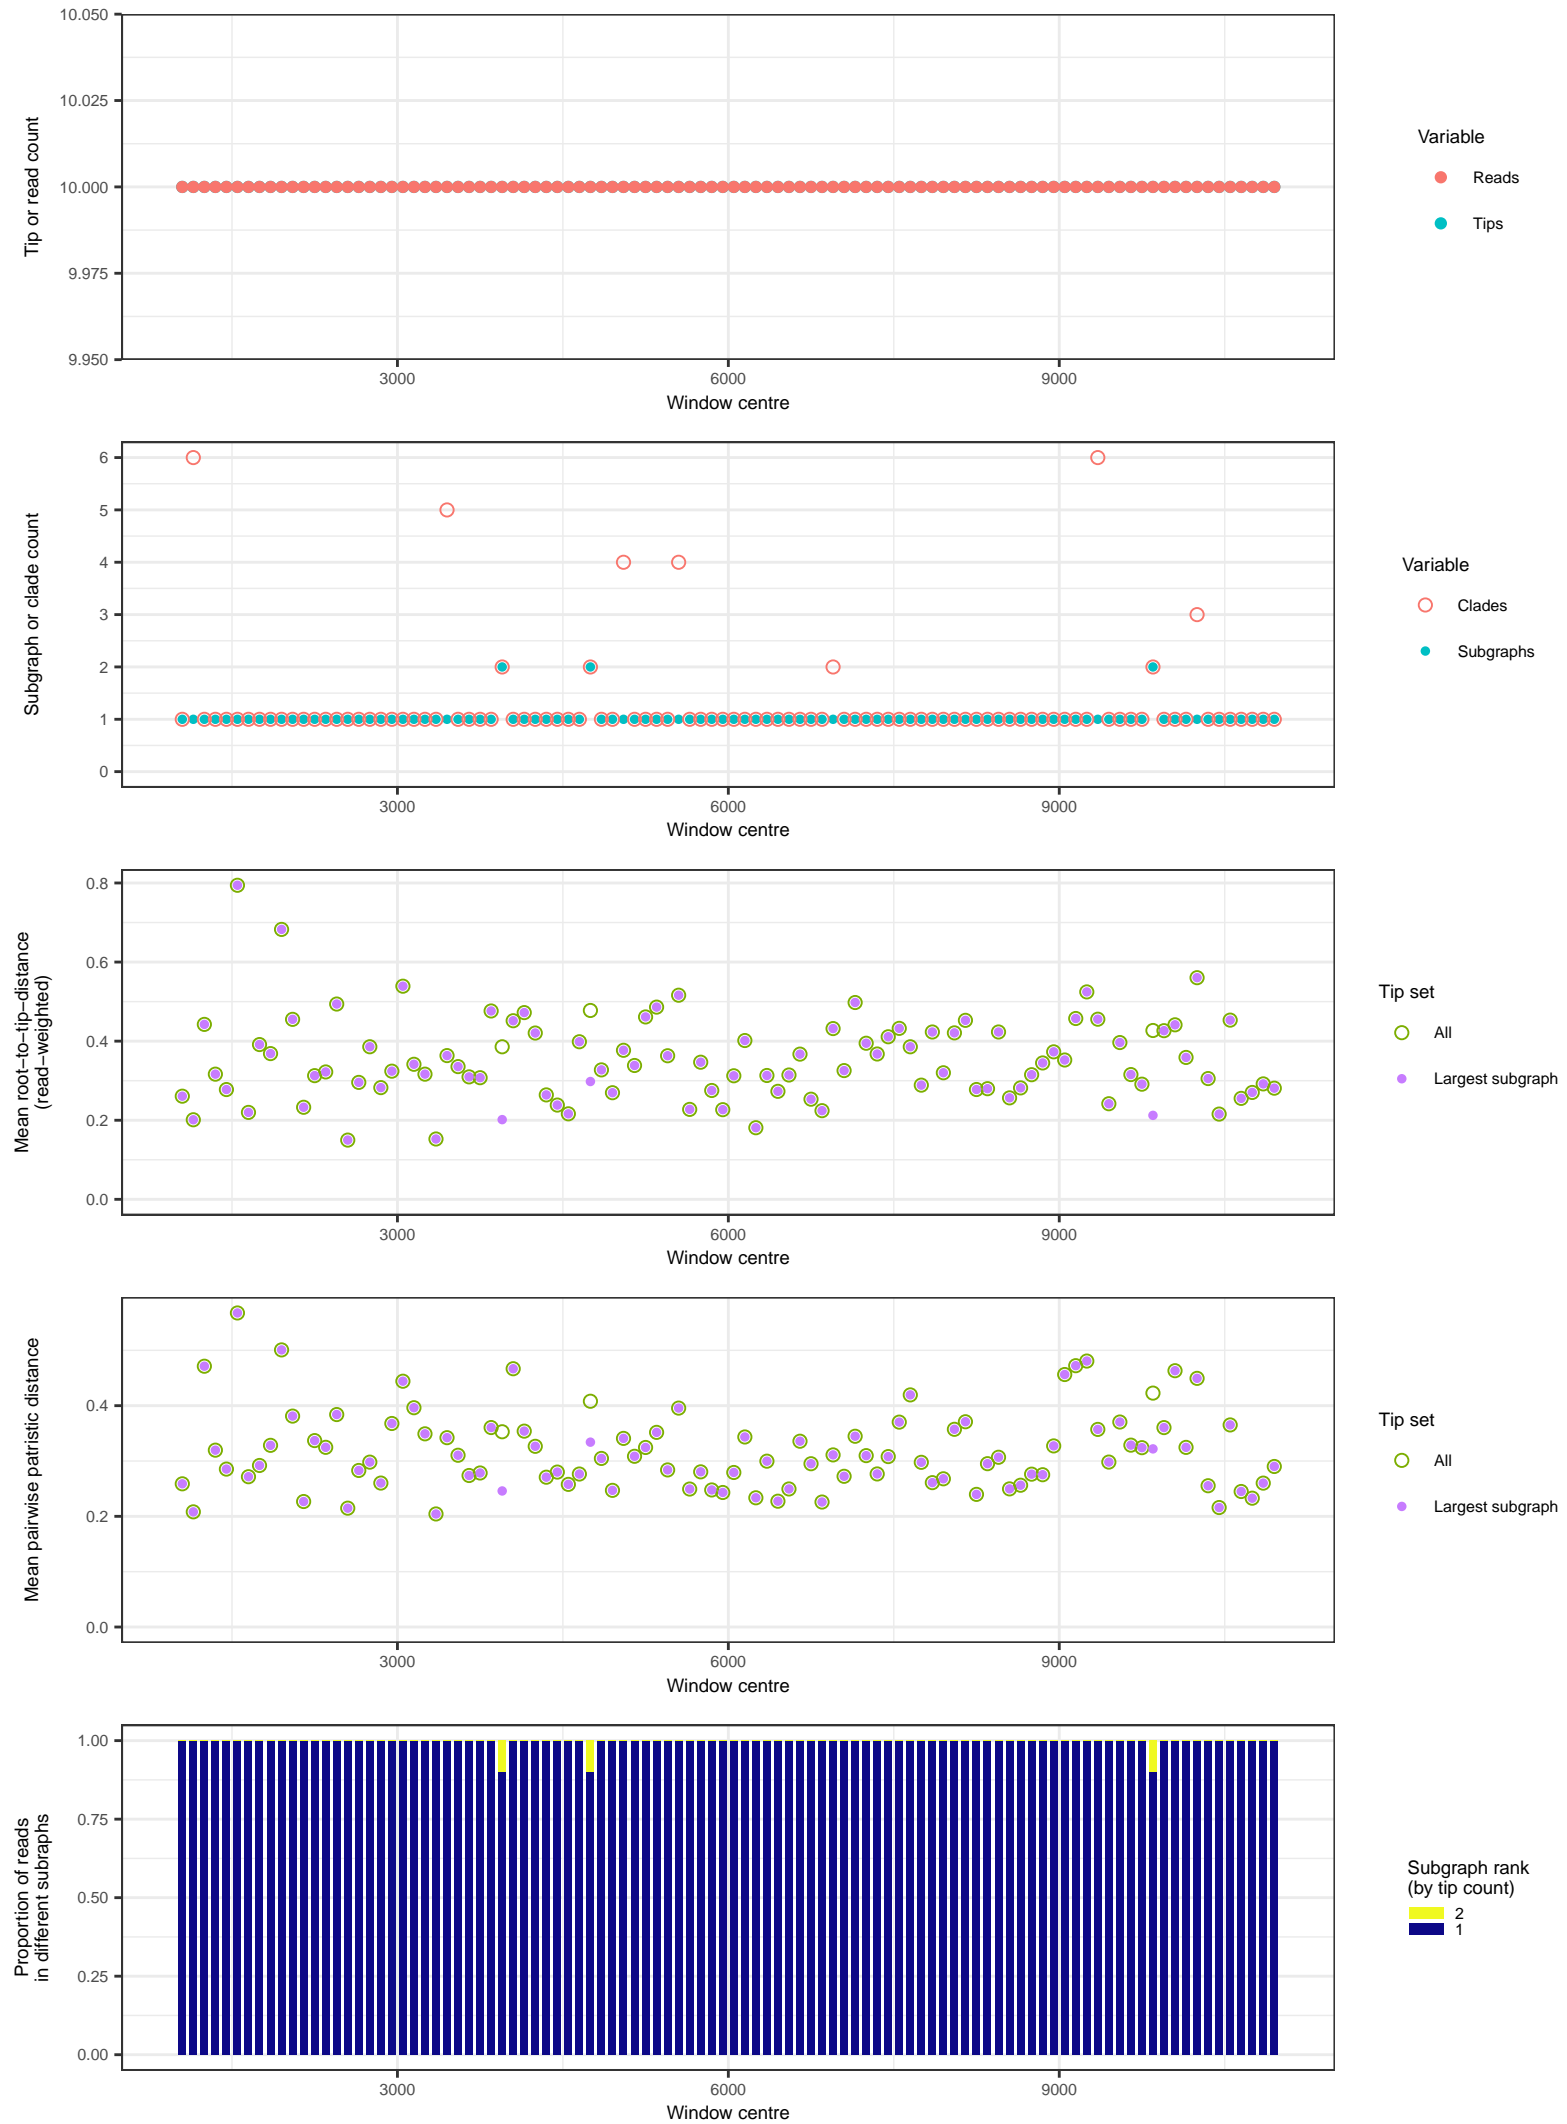 10.050
10.025
10.000
9.975
9.950
Tip or read count
3000
6000
9000
Window centre
Variable
Reads
Tips
6
5
4
3
2
1
0
Subgraph or clade count
3000
6000
9000
Window centre
Variable
Clades
Subgraphs
0.8
0.6
0.4
0.2
0.0
Mean root−to−tip−distance
(read−weighted)
3000
6000
9000
Window centre
Tip set
All
Largest subgraph
0.4
0.2
0.0
Mean pairwise patristic distance
3000
6000
9000
Window centre
Tip set
All
Largest subgraph
1.00
0.75
0.50
0.25
0.00
Proportion of reads
in different subraphs
3000
6000
9000
Window centre
Subgraph rank
(by tip count)
2
1